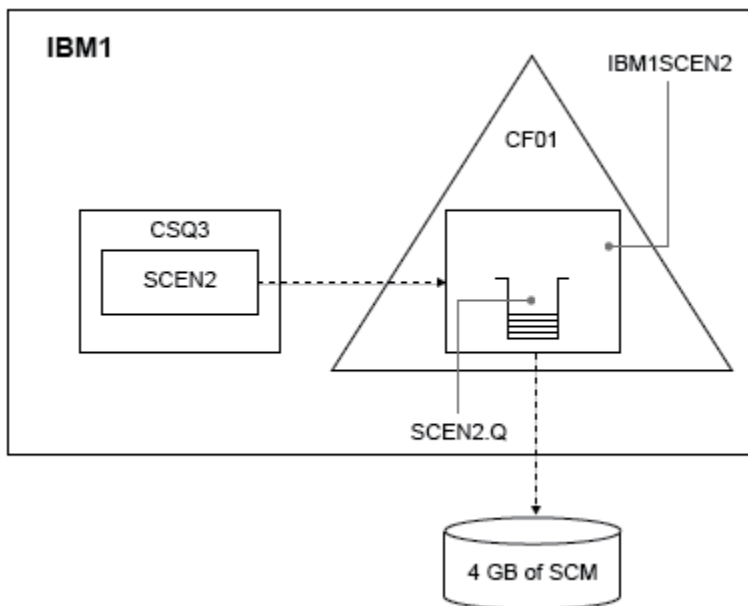 IBM1
IBM1SCEN2
CF01
CSQ3
SCEN2
SCEN2.Q
4 GB of SCM